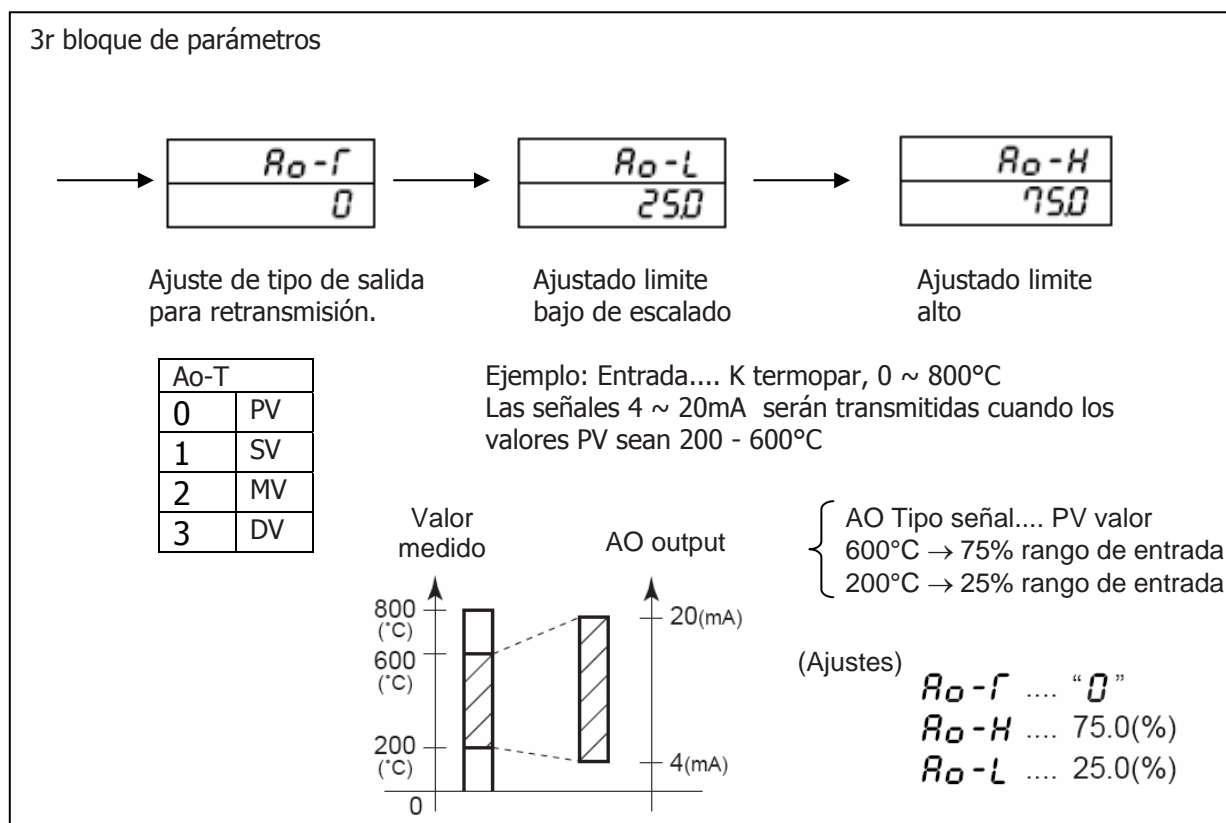 3r bloque de parámetros
Ao-T
0
Ao-L
25.0
Ao-H
75.0
Ajuste de tipo de salida
para retransmisión.
Ajustado limite
bajo de escalado
Ajustado limite
alto
Ao-T
0 PV
1 SV
2 MV
3 DV
Ejemplo: Entrada.... K termopar, 0 ~ 800°C
Las señales 4 ~ 20mA serán transmitidas cuando los
valores PV sean 200 - 600°C
Valor
medido
AO output
800
(°C)
600
(°C)
200
(°C)
0
20(mA)
4(mA)
AO Tipo señal.... PV valor
600°C → 75% rango de entrada
200°C → 25% rango de entrada
(Ajustes)
Ao-T .... “0”
Ao-H .... 75.0(%)
Ao-L .... 25.0(%)